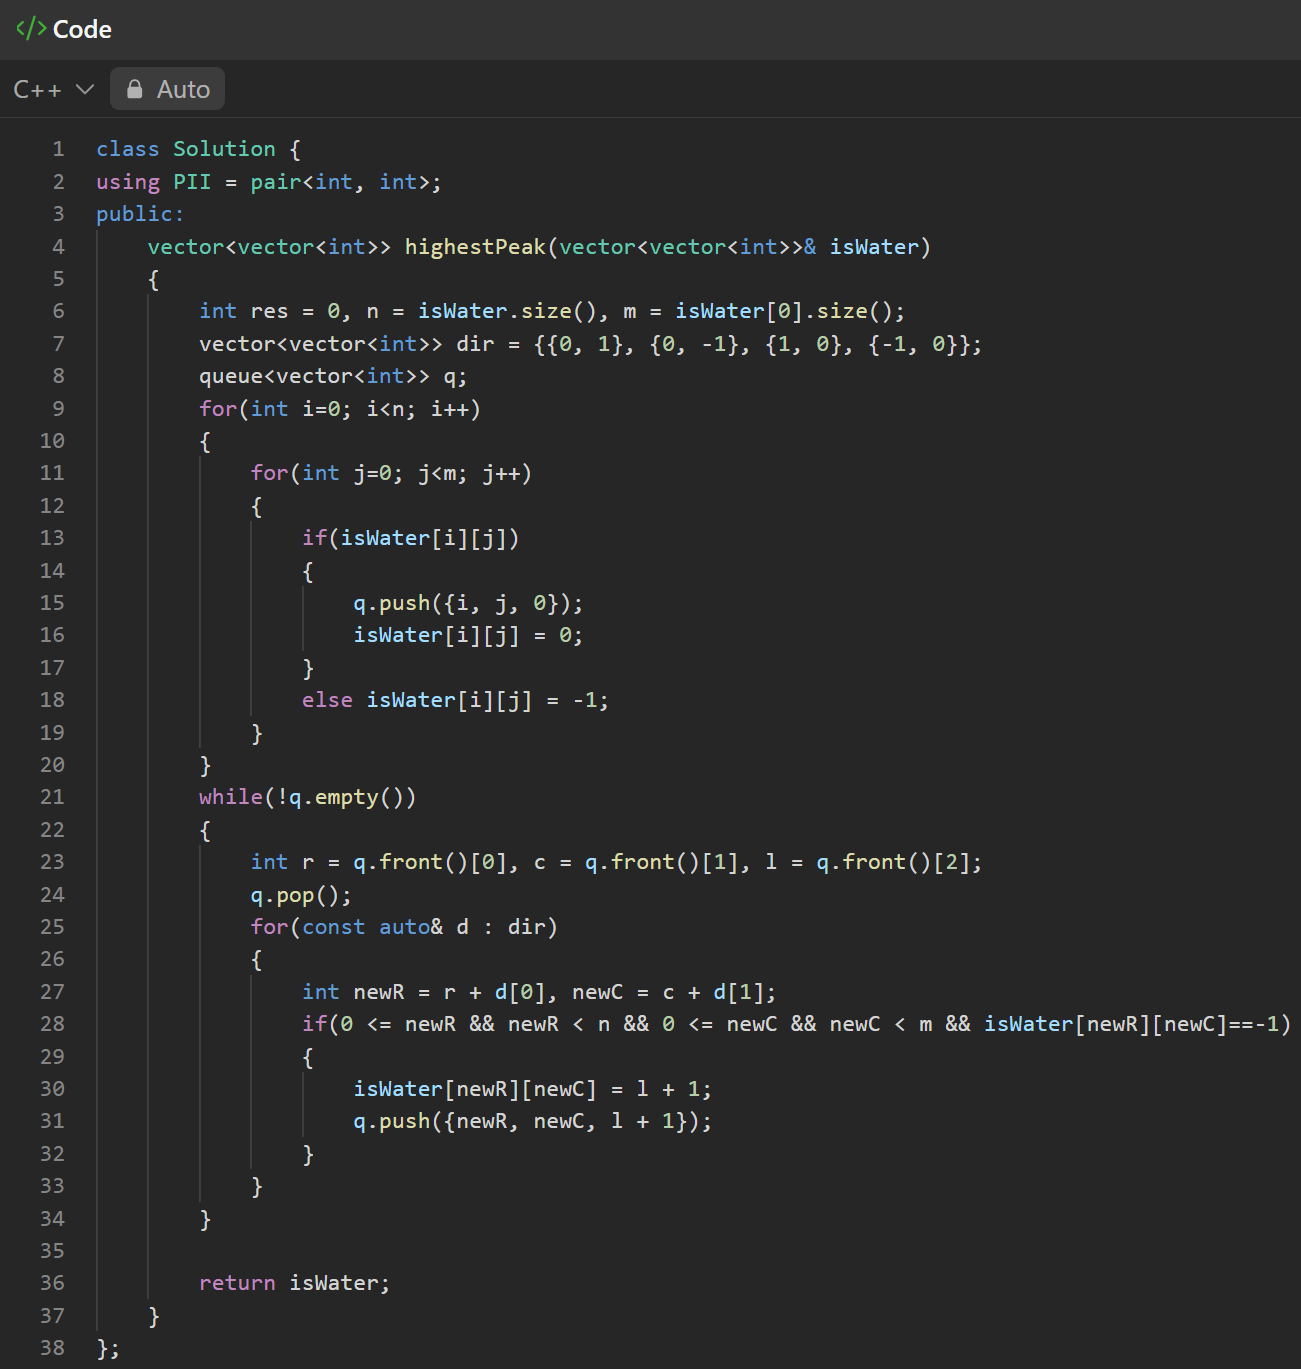 </> Code
C++ Auto
1 class Solution {
2 using PII = pair<int, int>;
3 public:
4     vector<vector<int>> highestPeak(vector<vector<int>>& isWater)
5     {
6         int res = 0, n = isWater.size(), m = isWater[0].size();
7         vector<vector<int>> dir = {{0, 1}, {0, -1}, {1, 0}, {-1, 0}};
8         queue<vector<int>> q;
9         for(int i=0; i<n; i++)
10         {
11             for(int j=0; j<m; j++)
12             {
13                 if(isWater[i][j])
14                 {
15                     q.push({i, j, 0});
16                     isWater[i][j] = 0;
17                 }
18                 else isWater[i][j] = -1;
19             }
20         }
21         while(!q.empty())
22         {
23             int r = q.front()[0], c = q.front()[1], l = q.front()[2];
24             q.pop();
25             for(const auto& d : dir)
26             {
27                 int newR = r + d[0], newC = c + d[1];
28                 if(0 <= newR && newR < n && 0 <= newC && newC < m && isWater[newR][newC]==-1)
29                 {
30                     isWater[newR][newC] = l + 1;
31                     q.push({newR, newC, l + 1});
32                 }
33             }
34         }
35
36         return isWater;
37     }
38 };